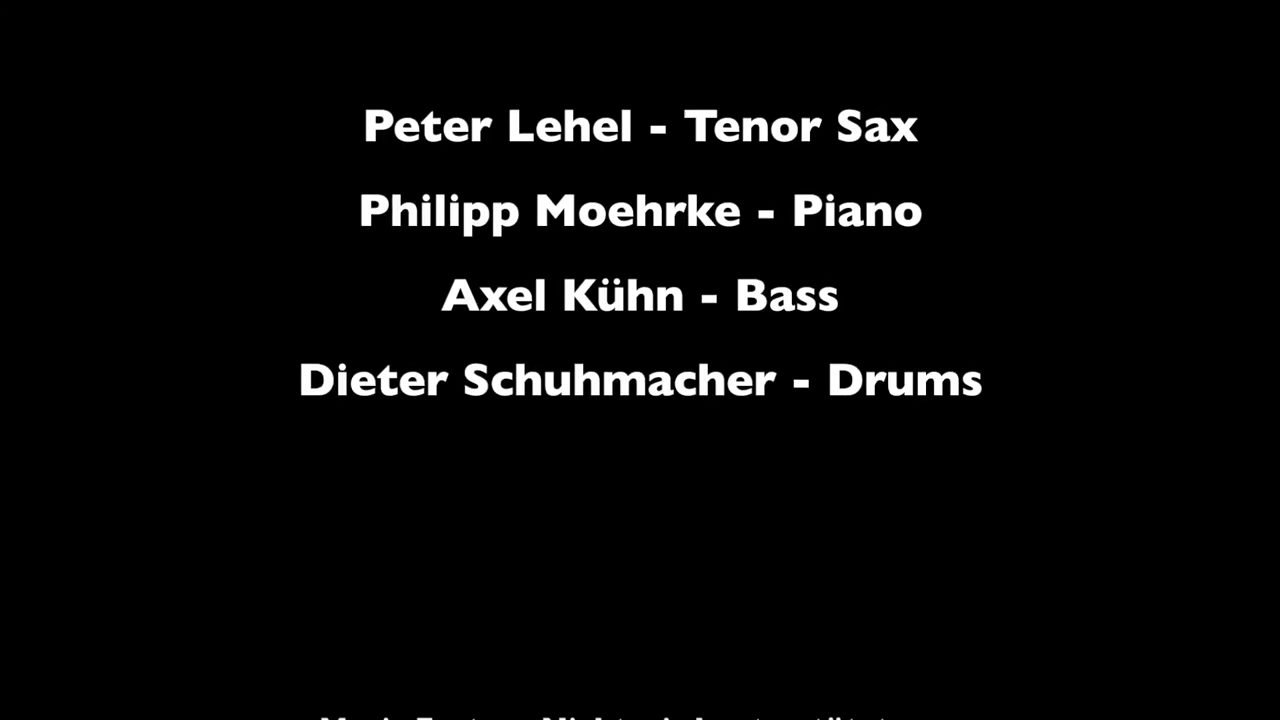 Peter Lehel - Tenor Sax
Philipp Moehrke - Piano
Axel Kühn - Bass
Dieter Schuhmacher - Drums